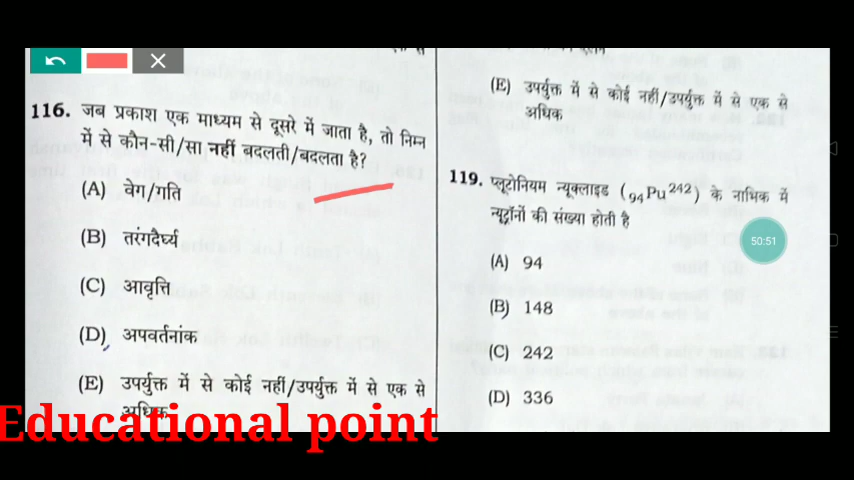 116. जब प्रकाश एक माध्यम से दूसरे में जाता है, तो निम्न
में से कौन-सी/सा नहीं बदलती/बदलता है?
(A) वेग/गति
(B) तरंगदैर्घ्य
(C) आवृत्ति
(D) अपवर्तनांक
(E) उपर्युक्त में से कोई नहीं/उपर्युक्त में से एक से
अधिक
Educational point
(E) उपर्युक्त में से कोई नहीं/उपर्युक्त में से एक से
अधिक
119. प्लूटोनियम न्यूक्लाइड (₉₄Pu²⁴²) के नाभिक में
न्यूट्रॉनों की संख्या होती है
(A) 94
(B) 148
(C) 242
(D) 336
50:51